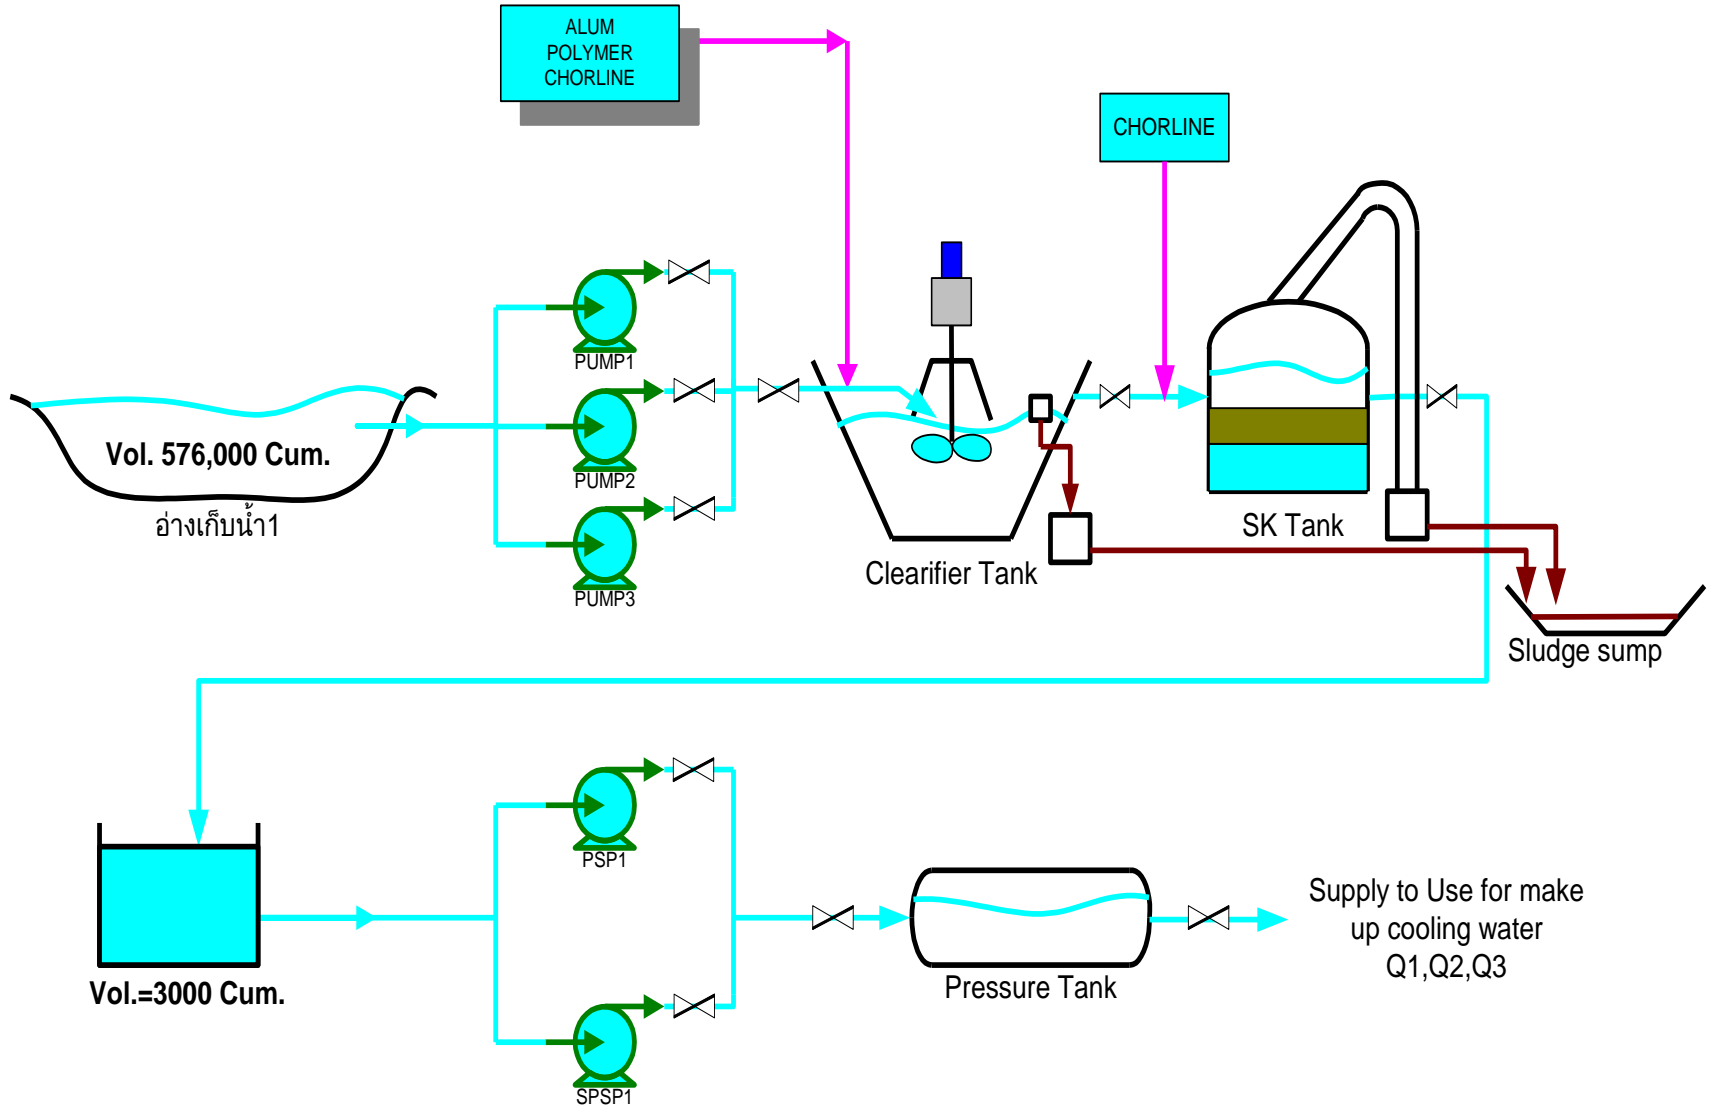 ALUM
POLYMER
CHORLINE
CHORLINE
PUMP1
PUMP2
PUMP3
Vol. 576,000 Cum.
อ่างเก็บน้ำ1
Clearifier Tank
SK Tank
Sludge sump
PSP1
SPSP1
Vol.=3000 Cum.
Pressure Tank
Supply to Use for make
up cooling water
Q1,Q2,Q3